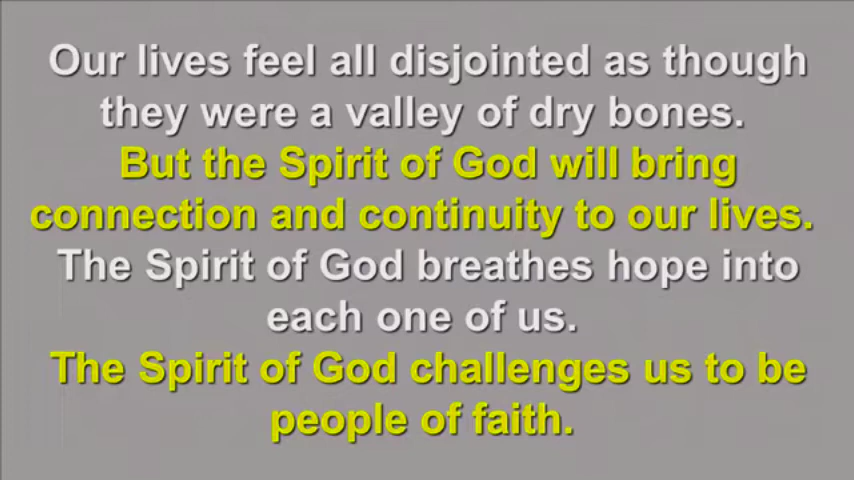 Our lives feel all disjointed as though
they were a valley of dry bones.
But the Spirit of God will bring
connection and continuity to our lives.
The Spirit of God breathes hope into
each one of us.
The Spirit of God challenges us to be
people of faith.